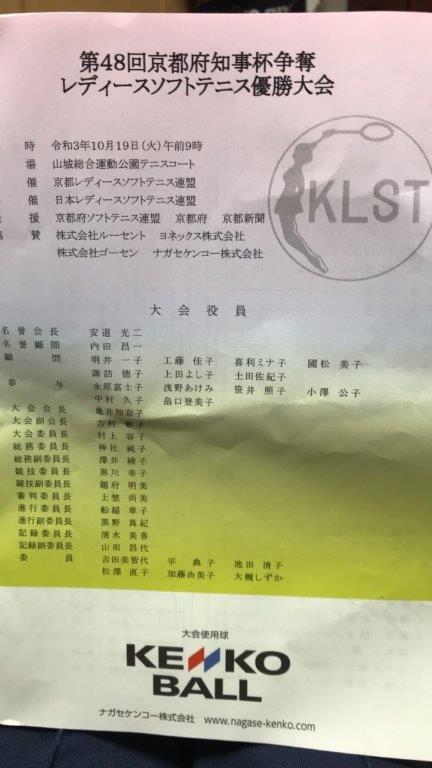 第48回京都府知事杯争奪
レディースソフトテニス優勝大会
時 令和3年10月19日(火)午前9時
場 山城総合運動公園テニスコート
催 京都レディースソフトテニス連盟
催 日本レディースソフトテニス連盟
援 京都府ソフトテニス連盟 京都府 京都新聞
賛 株式会社ルーセント ヨネックス株式会社
株式会社ゴーセン ナガセケンコー株式会社
KLST
大会役員
名誉会長 安道光二
名誉顧問 内田昌一
顧問 明井一子 工藤佳子 喜利ミナ子 國松美子
諏訪徳子 上田よし子 土田佐紀子
参与 永原富士子 浅野あけみ 笹井照子 小澤公子
中村久子 畠口登美子
大会会長 亀井加奈子
大会副会長 吉村敏子
大会委員長 村上容子
総務委員長 神社純子
総務副委員長 澤井綾子
競技委員長 黒川幸子
競技副委員長 題府明美
審判委員長 上埜尚美
進行委員長 船越章子
進行副委員長 黒野真紀
記録委員長 清水美香
記録副委員長 山田昌代
委員 吉田美智代 平典子 池田清子
松澤直子 加藤由美子 大槻しずか
大会使用球
KENKO
BALL
ナガセケンコー株式会社 www.nagase-kenko.com